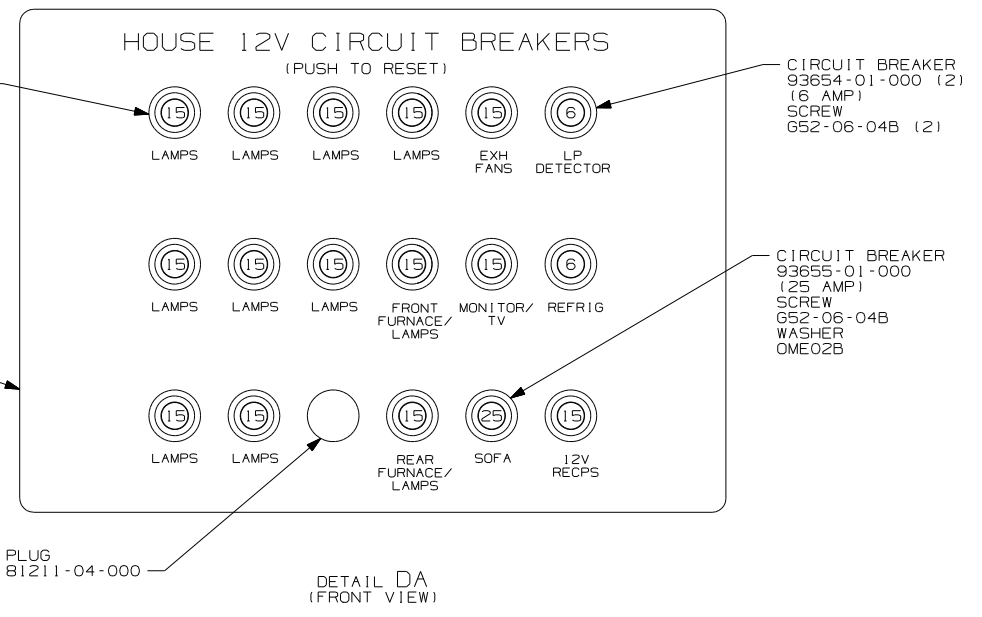 HOUSE 12V CIRCUIT BREAKERS
(PUSH TO RESET)
15 15 15 15 15 6
LAMPS LAMPS LAMPS LAMPS EXH LP
FANS DETECTOR
CIRCUIT BREAKER
93654-01-000 (2)
(6 AMP)
SCREW
G52-06-04B (2)
15 15 15 15 15 6
LAMPS LAMPS LAMPS FRONT MONITOR/ REFRIG
FURNACE/ TV
LAMPS
CIRCUIT BREAKER
93655-01-000
(25 AMP)
SCREW
G52-06-04B
WASHER
OME02B
15 15 15 25 15
LAMPS LAMPS REAR SOFA 12V
FURNACE/ RECPS
LAMPS
PLUG
81211-04-000
DETAIL DA
(FRONT VIEW)